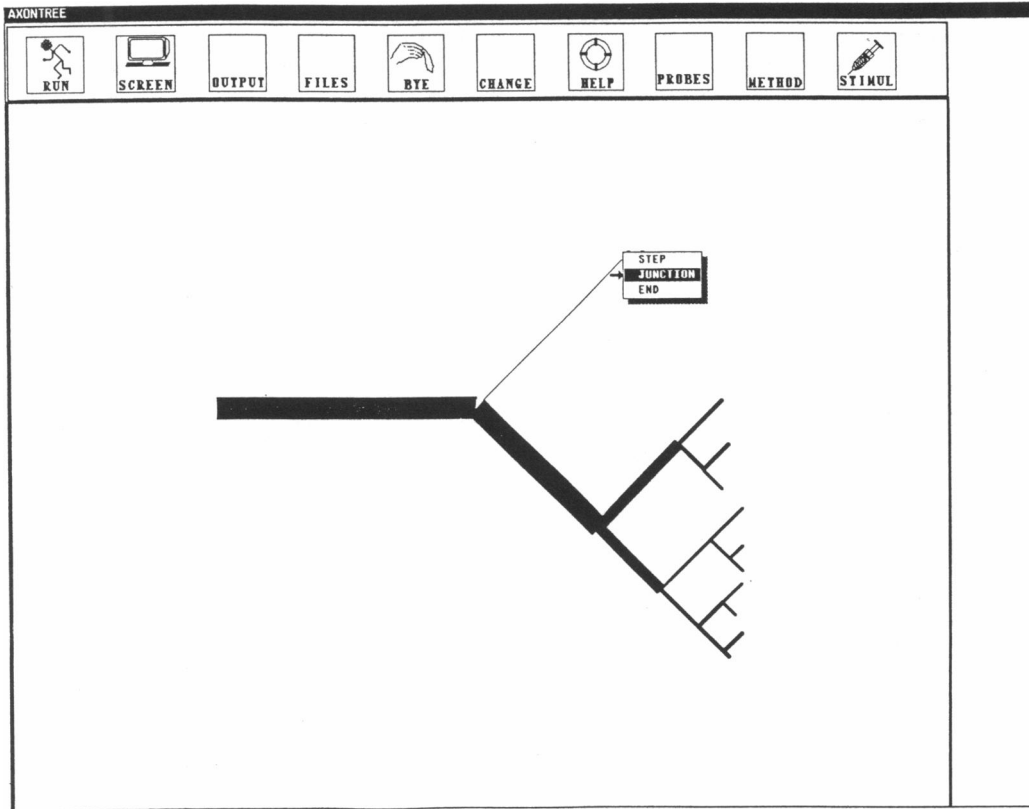 AXONTREE
RUN SCREEN OUTPUT FILES BYE CHANGE HELP PROBES METHOD STIMUL
STEP
JUNCTION
END